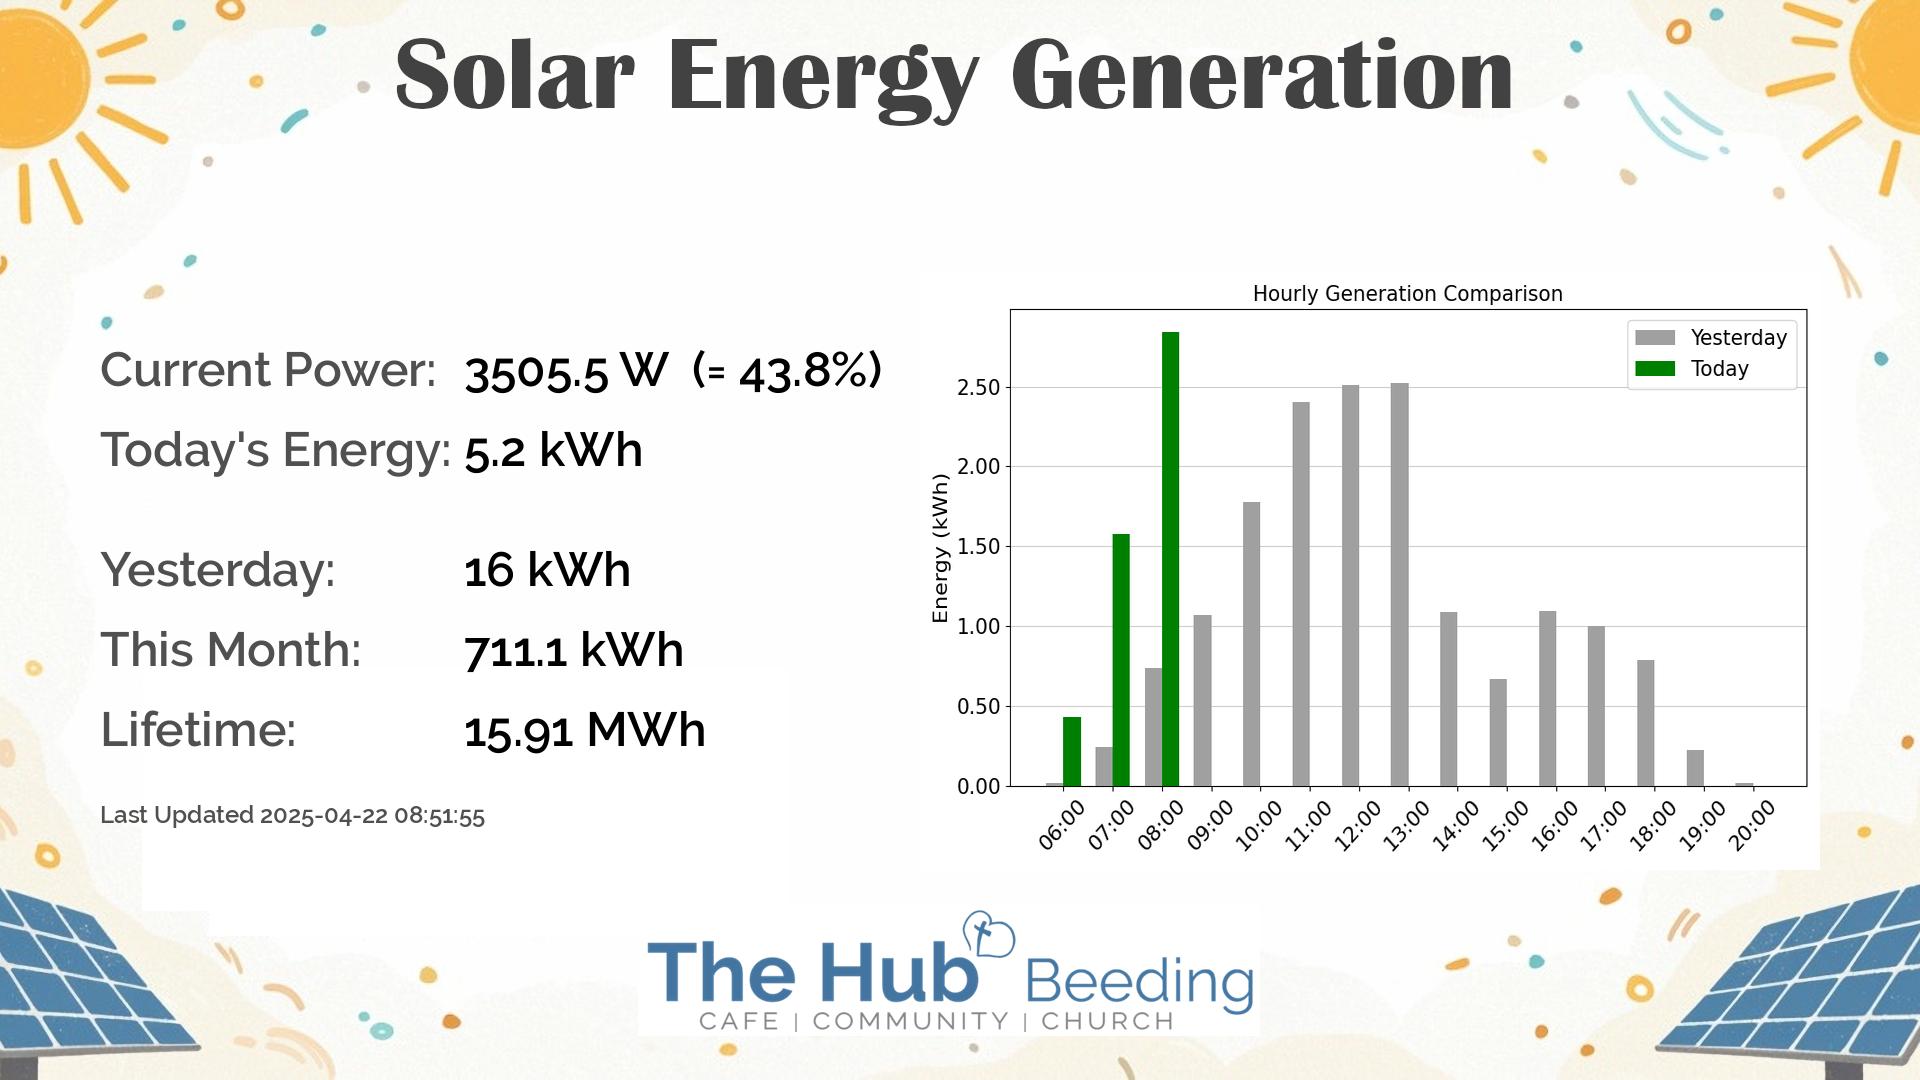 Solar Energy Generation
Current Power: 3505.5 W (= 43.8%)
Today's Energy: 5.2 kWh
Yesterday: 16 kWh
This Month: 711.1 kWh
Lifetime: 15.91 MWh
Last Updated 2025-04-22 08:51:55
Hourly Generation Comparison
Yesterday
Today
Energy (kWh)
2.50
2.00
1.50
1.00
0.50
0.00
06:00 07:00 08:00 09:00 10:00 11:00 12:00 13:00 14:00 15:00 16:00 17:00 18:00 19:00 20:00
The Hub Beeding
CAFE | COMMUNITY | CHURCH